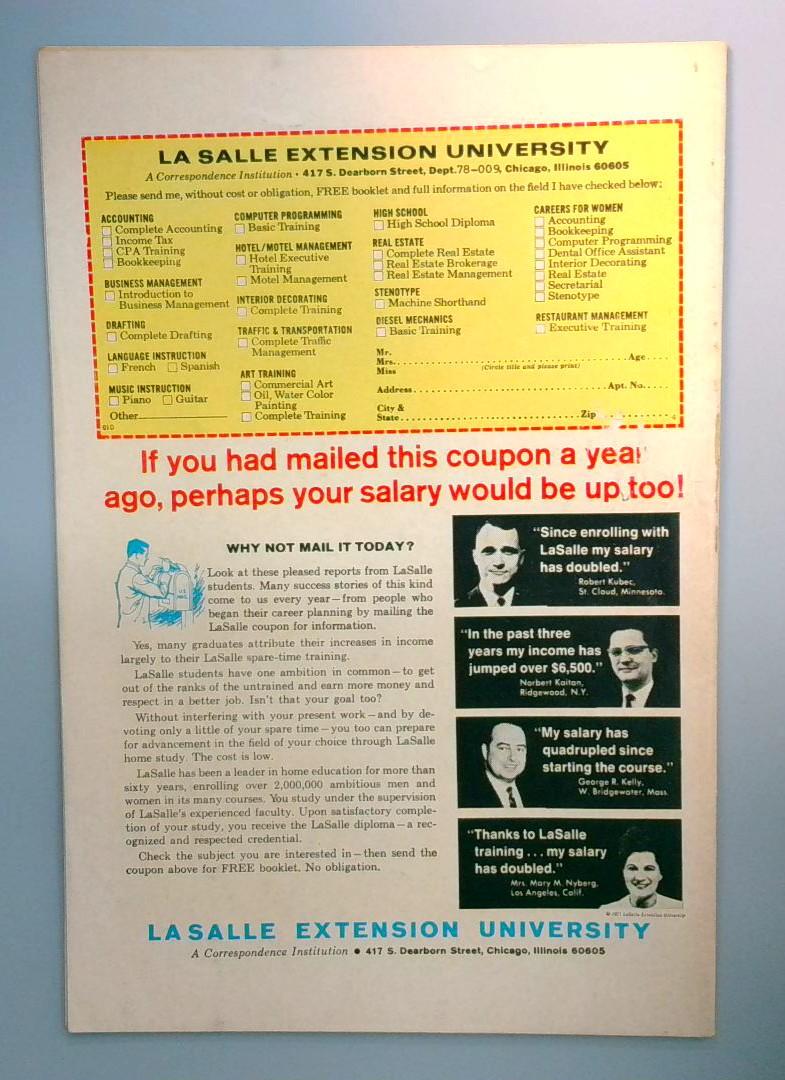 LA SALLE EXTENSION UNIVERSITY
A Correspondence Institution • 417 S. Dearborn Street, Dept.78-009, Chicago, Illinois 60605
Please send me, without cost or obligation, FREE booklet and full information on the field I have checked below:
ACCOUNTING
Complete Accounting
Income Tax
CPA Training
Bookkeeping
BUSINESS MANAGEMENT
Introduction to
Business Management
DRAFTING
Complete Drafting
LANGUAGE INSTRUCTION
French Spanish
MUSIC INSTRUCTION
Piano Guitar
Other
010
COMPUTER PROGRAMMING
Basic Training
HOTEL/MOTEL MANAGEMENT
Hotel Executive
Training
Motel Management
INTERIOR DECORATING
Complete Training
TRAFFIC & TRANSPORTATION
Complete Traffic
Management
ART TRAINING
Commercial Art
Oil, Water Color
Painting
Complete Training
HIGH SCHOOL
High School Diploma
REAL ESTATE
Complete Real Estate
Real Estate Brokerage
Real Estate Management
STENOTYPE
Machine Shorthand
DIESEL MECHANICS
Basic Training
CAREERS FOR WOMEN
Accounting
Bookkeeping
Computer Programming
Dental Office Assistant
Interior Decorating
Real Estate
Secretarial
Stenotype
RESTAURANT MANAGEMENT
Executive Training
Mr.
Mrs. Age
Miss (Circle title and please print)
Address Apt. No.
City &
State Zip
If you had mailed this coupon a year
ago, perhaps your salary would be up too!
WHY NOT MAIL IT TODAY?
U.S.
MAIL
Look at these pleased reports from LaSalle
students. Many success stories of this kind
come to us every year—from people who
began their career planning by mailing the
LaSalle coupon for information.
Yes, many graduates attribute their increases in income
largely to their LaSalle spare-time training.
LaSalle students have one ambition in common—to get
out of the ranks of the untrained and earn more money and
respect in a better job. Isn't that your goal too?
Without interfering with your present work—and by de-
voting only a little of your spare time—you too can prepare
for advancement in the field of your choice through LaSalle
home study. The cost is low.
LaSalle has been a leader in home education for more than
sixty years, enrolling over 2,000,000 ambitious men and
women in its many courses. You study under the supervision
of LaSalle's experienced faculty. Upon satisfactory comple-
tion of your study, you receive the LaSalle diploma—a rec-
ognized and respected credential.
Check the subject you are interested in—then send the
coupon above for FREE booklet. No obligation.
"Since enrolling with
LaSalle my salary
has doubled."
Robert Kubec,
St. Cloud, Minnesota.
"In the past three
years my income has
jumped over $6,500."
Norbert Kaitan,
Ridgewood, N.Y.
"My salary has
quadrupled since
starting the course."
George R. Kelly,
W. Bridgewater, Mass.
"Thanks to LaSalle
training...my salary
has doubled."
Mrs. Mary M. Nyberg,
Los Angeles, Calif.
© 1971 LaSalle Extension University
LASALLE EXTENSION UNIVERSITY
A Correspondence Institution • 417 S. Dearborn Street, Chicago, Illinois 60605